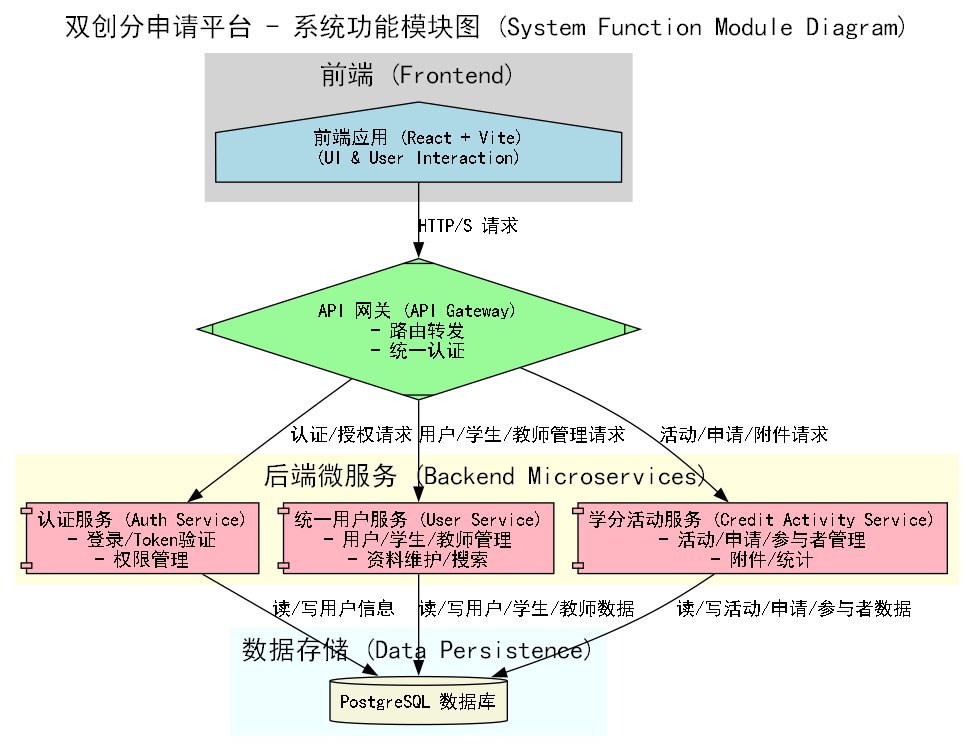 双创分申请平台 - 系统功能模块图 (System Function Module Diagram)
前端 (Frontend)
前端应用 (React + Vite)
(UI & User Interaction)
HTTP/S 请求
API 网关 (API Gateway)
- 路由转发
- 统一认证
认证/授权请求
用户/学生/教师管理请求
活动/申请/附件请求
后端微服务 (Backend Microservices)
认证服务 (Auth Service)
- 登录/Token验证
- 权限管理
统一用户服务 (User Service)
- 用户/学生/教师管理
- 资料维护/搜索
学分活动服务 (Credit Activity Service)
- 活动/申请/参与者管理
- 附件/统计
读/写用户信息
读/写用户/学生/教师数据
读/写活动/申请/参与者数据
数据存储 (Data Persistence)
PostgreSQL 数据库